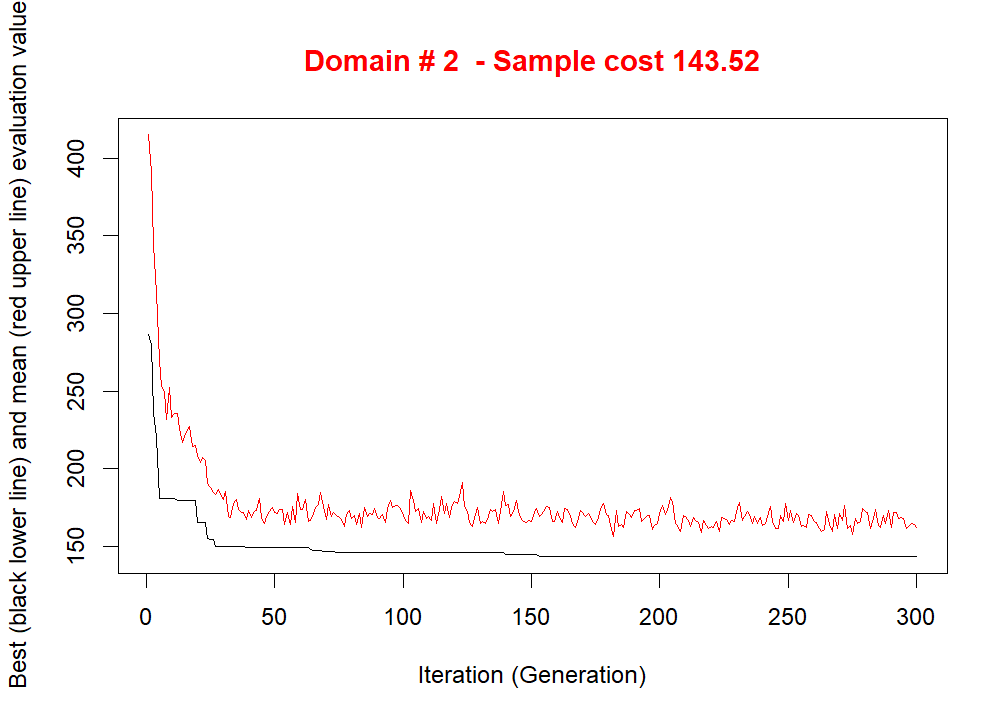 Domain # 2  - Sample cost 143.52
Best (black lower line) and mean (red upper line) evaluation value
400
350
300
250
200
150
0 50 100 150 200 250 300
Iteration (Generation)